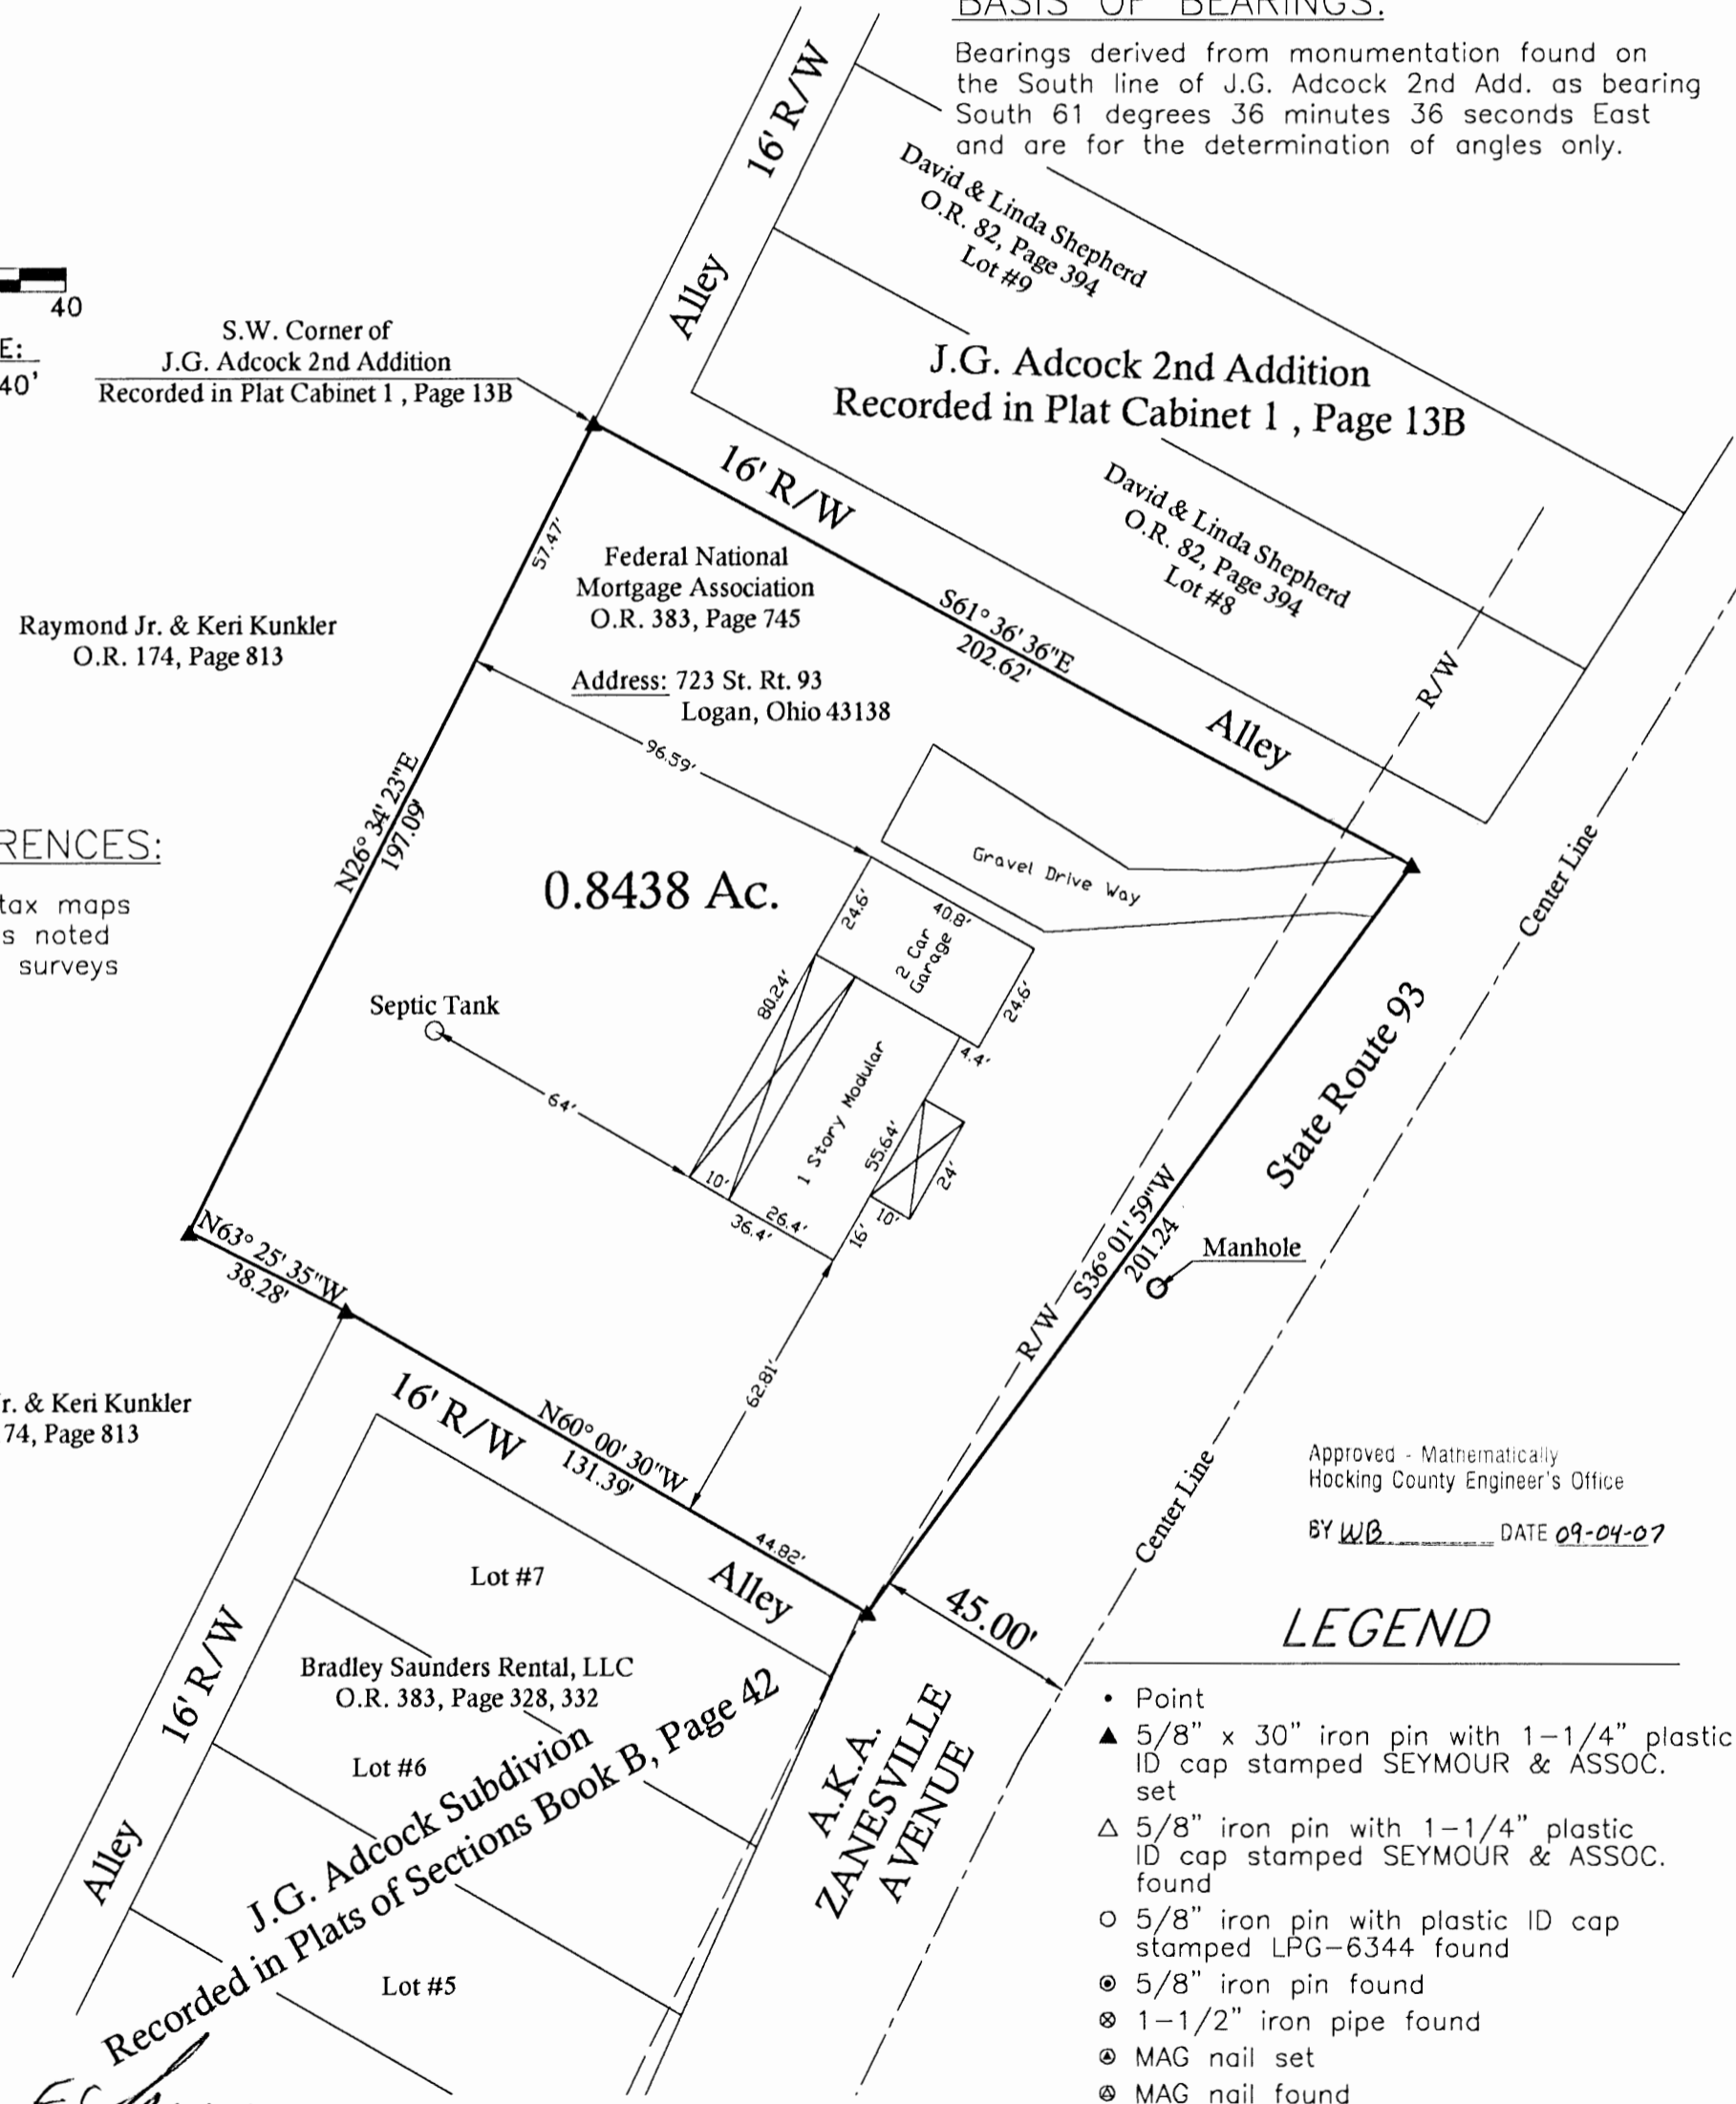 BASIS OF BEARINGS:
Bearings derived from monumentation found on
the South line of J.G. Adcock 2nd Add. as bearing
South 61 degrees 36 minutes 36 seconds East
and are for the determination of angles only.
16' R/W
Alley
David & Linda Shepherd
O.R. 82, Page 394
Lot #9
40
E:
40'
S.W. Corner of
J.G. Adcock 2nd Addition
Recorded in Plat Cabinet 1 , Page 13B
J.G. Adcock 2nd Addition
Recorded in Plat Cabinet 1 , Page 13B
16' R/W
David & Linda Shepherd
O.R. 82, Page 394
Lot #8
57.47'
Federal National
Mortgage Association
O.R. 383, Page 745
S61° 36' 36"E
202.62'
Raymond Jr. & Keri Kunkler
O.R. 174, Page 813
Address: 723 St. Rt. 93
Logan, Ohio 43138
R/W
Alley
96.59'
N26° 34' 23"E
197.09'
RENCES:
tax maps
s noted
surveys
0.8438 Ac.
Gravel Drive Way
Center Line
24.6'
40.8'
2 Car
Garage
24.6'
80.24'
4.4'
Septic Tank
64'
1 Story Modular
55.64'
24'
10'
10'
26.4'
36.4'
16'
State Route 93
S36° 01' 59"W
201.24
Manhole
R/W
N63° 25' 35"W
38.28'
62.81'
r. & Keri Kunkler
74, Page 813
16' R/W
N60° 00' 30"W
131.39'
44.82'
Alley
Center Line
Approved - Mathematically
Hocking County Engineer's Office
BY WB DATE 09-04-07
45.00'
Lot #7
16' R/W
Alley
Bradley Saunders Rental, LLC
O.R. 383, Page 328, 332
Lot #6
J.G. Adcock Subdivion
Recorded in Plats of Sections Book B, Page 42
Lot #5
A.K.A.
ZANESVILLE
AVENUE
LEGEND
Point
5/8" x 30" iron pin with 1-1/4" plastic
ID cap stamped SEYMOUR & ASSOC.
set
5/8" iron pin with 1-1/4" plastic
ID cap stamped SEYMOUR & ASSOC.
found
5/8" iron pin with plastic ID cap
stamped LPG-6344 found
5/8" iron pin found
1-1/2" iron pipe found
MAG nail set
MAG nail found